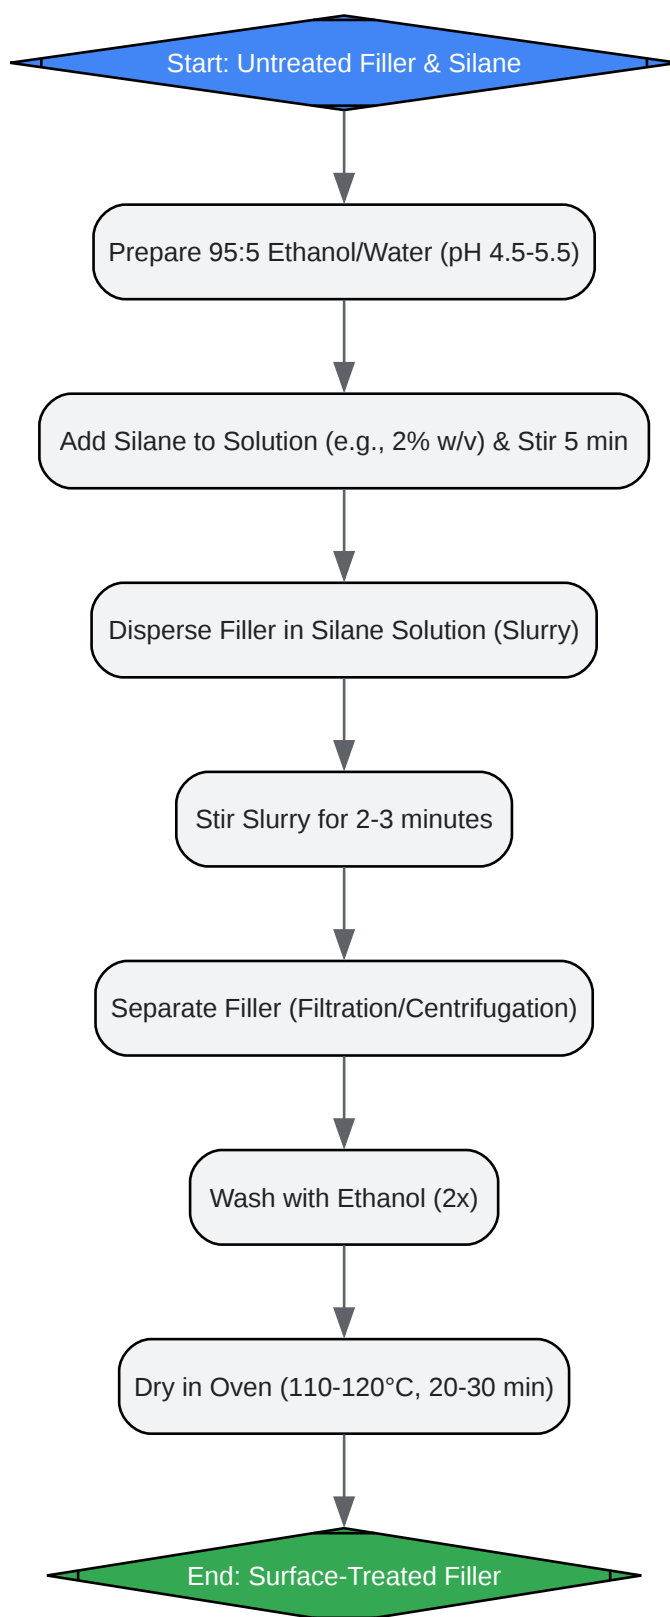 Start: Untreated Filler & Silane
Prepare 95:5 Ethanol/Water (pH 4.5-5.5)
Add Silane to Solution (e.g., 2% w/v) & Stir 5 min
Disperse Filler in Silane Solution (Slurry)
Stir Slurry for 2-3 minutes
Separate Filler (Filtration/Centrifugation)
Wash with Ethanol (2x)
Dry in Oven (110-120°C, 20-30 min)
End: Surface-Treated Filler